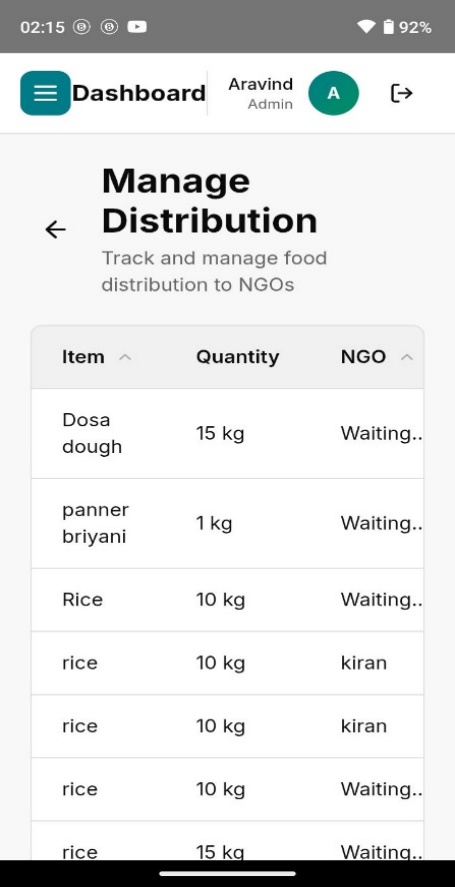 02:15 92%
Dashboard Aravind
Admin
A
Manage
Distribution
Track and manage food
distribution to NGOs
Item Quantity NGO
Dosa
dough 15 kg Waiting..
panner
briyani 1 kg Waiting..
Rice 10 kg Waiting..
rice 10 kg kiran
rice 10 kg kiran
rice 10 kg Waiting..
rice 15 kg Waiting..